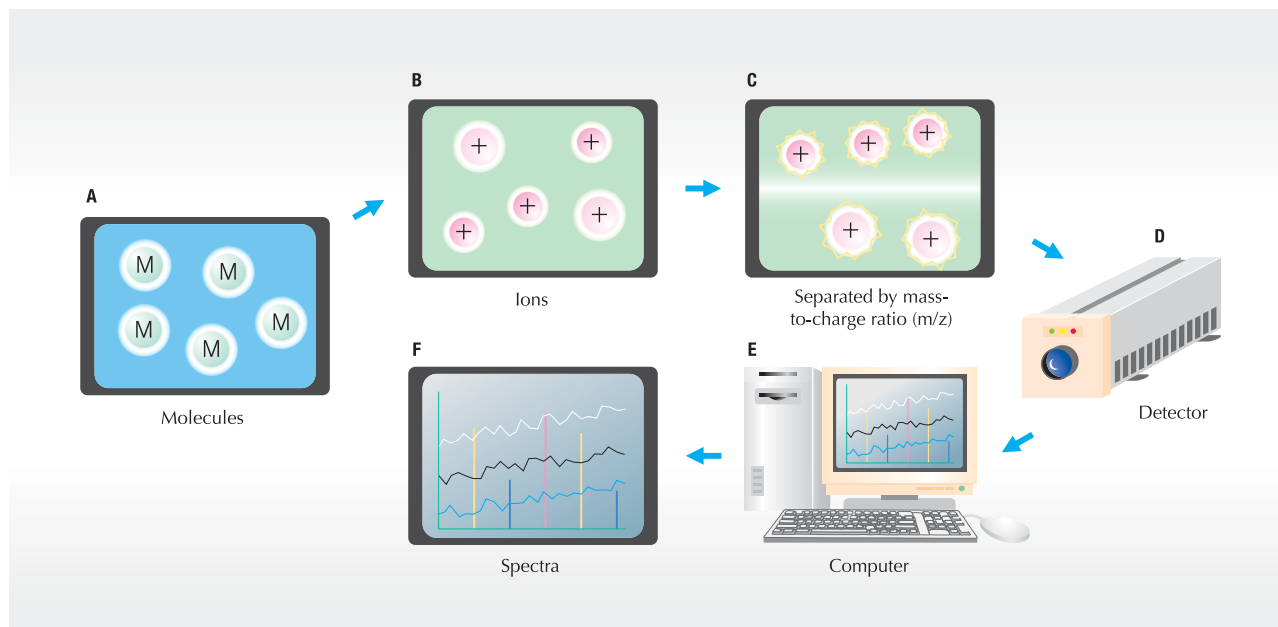 A
M
M
M
M
M
Molecules
B
+
+
+
+
+
Ions
C
+
+
+
+
+
Separated by mass-
to-charge ratio (m/z)
D
Detector
E
Computer
F
Spectra